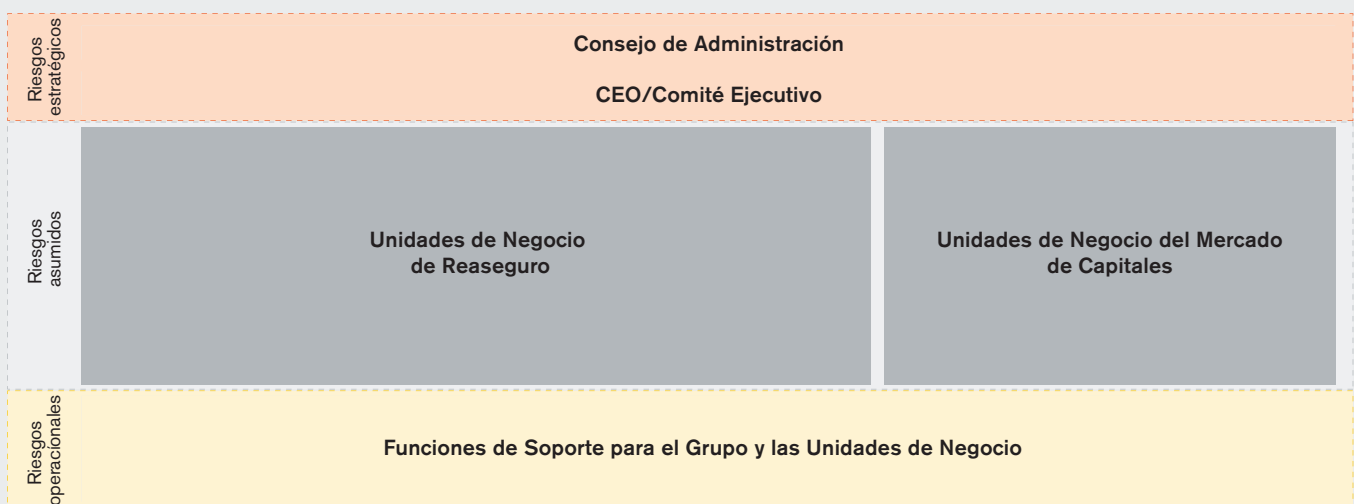 Riesgos
estratégicos
Consejo de Administración
CEO/Comité Ejecutivo
Riesgos
asumidos
Unidades de Negocio
de Reaseguro
Unidades de Negocio del Mercado
de Capitales
Riesgos
operacionales
Funciones de Soporte para el Grupo y las Unidades de Negocio